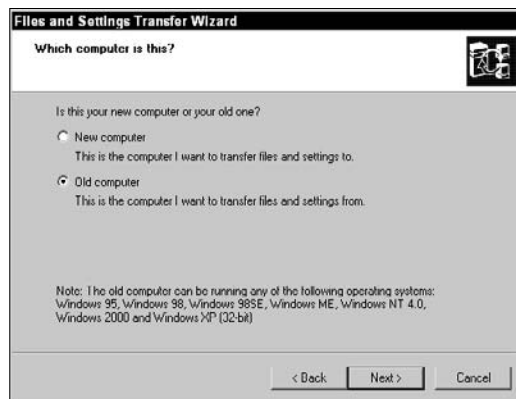 Files and Settings Transfer Wizard
Which computer is this?
Is this your new computer or your old one?
New computer
This is the computer I want to transfer files and settings to.
Old computer
This is the computer I want to transfer files and settings from.
Note: The old computer can be running any of the following operating systems:
Windows 95, Windows 98, Windows 98SE, Windows ME, Windows NT 4.0,
Windows 2000 and Windows XP (32-bit)
< Back Next > Cancel